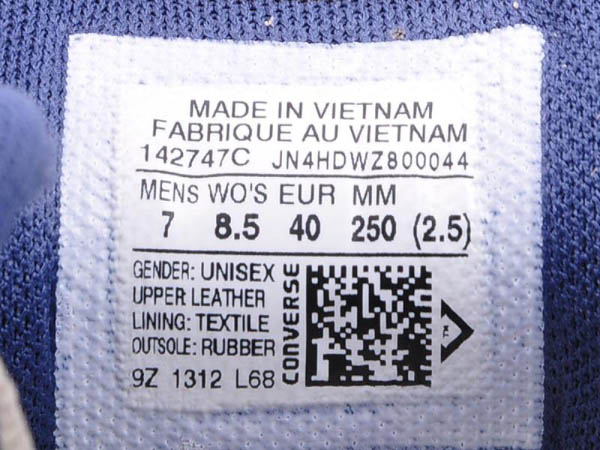 MADE IN VIETNAM
FABRIQUE AU VIETNAM
142747C JN4HDWZ800044
MENS WO'S EUR MM
7 8.5 40 250 (2.5)
GENDER: UNISEX
UPPER LEATHER
LINING: TEXTILE
OUTSOLE: RUBBER
9Z 1312 L68
CONVERSE